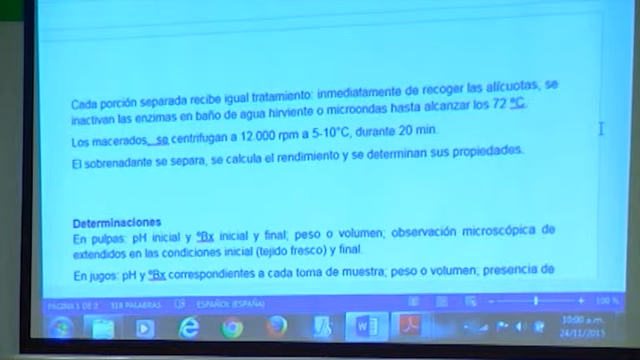 Cada porción separada recibe igual tratamiento: inmediatamente de recoger las alícuotas, se
inactivan las enzimas en baño de agua hirviente o microondas hasta alcanzar los 72 ºC.
Los macerados, se centrifugan a 12 000 rpm a 5-10°C, durante 20 min.
El sobrenadante se separa, se calcula el rendimiento y se determinan sus propiedades.
Determinaciones
En pulpas: pH inicial y ºBx inicial y final; peso o volumen; observación microscópica de
extendidos en las condiciones inicial (tejido fresco) y final.
En jugos: pH y ºBx correspondientes a cada toma de muestra; peso o volumen; presencia de
PÁGINA 1 DE 2 318 PALABRAS ESPAÑOL (ESPAÑA) 100 %
10:00 a.m.
24/11/2015